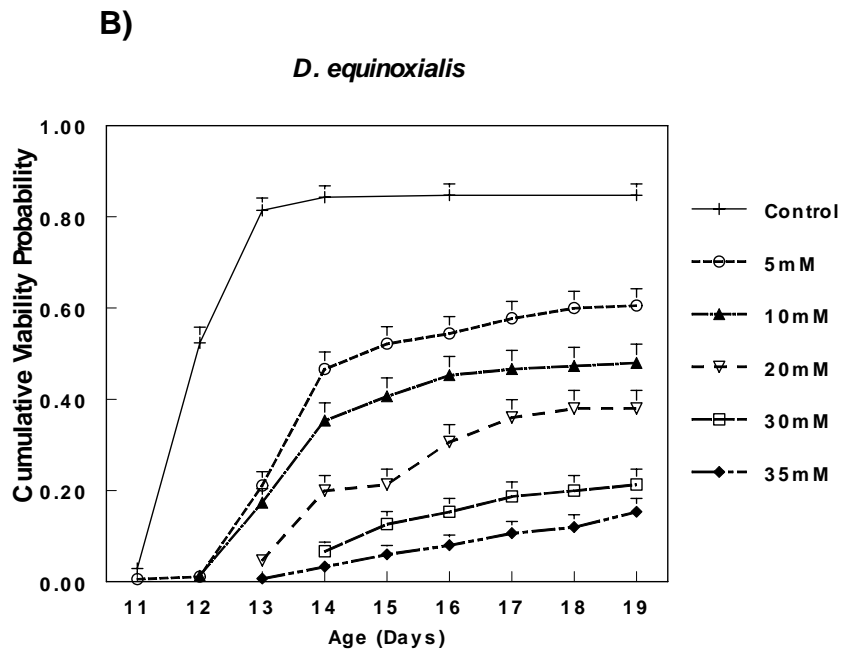 B)
D. equinoxialis
Cumulative Viability Probability
1.00
0.80
0.60
0.40
0.20
0.00
11 12 13 14 15 16 17 18 19
Age (Days)
Control
5mM
10mM
20mM
30mM
35mM